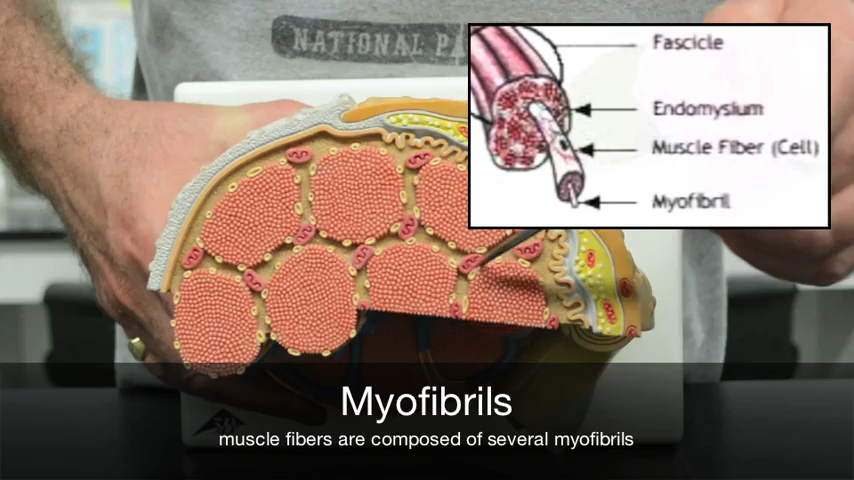 NATIONAL PA
Fascicle
Endomysium
Muscle Fiber (Cell)
Myofibril
Myofibrils
muscle fibers are composed of several myofibrils